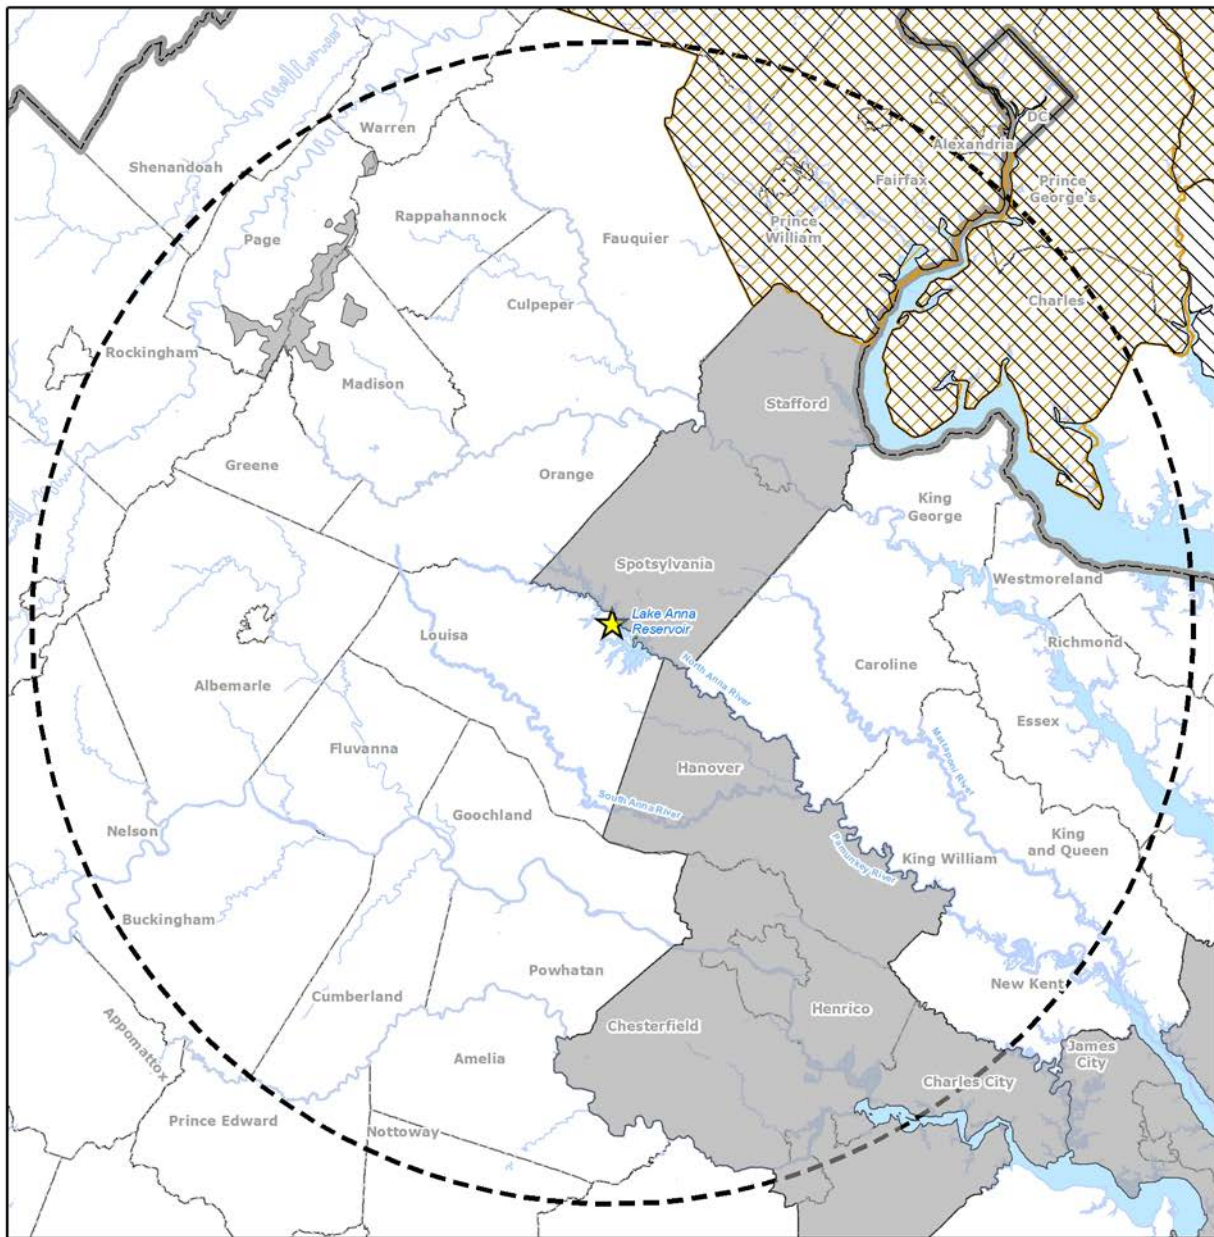 Warren
DC
Alexandria
Shenandoah
Fairfax
Prince
George's
Rappahannock
Page
Fauquier
Prince
William
Culpeper
Charles
Rockingham
Madison
Stafford
Greene
Orange
King
George
Spotsylvania
Westmoreland
Lake Anna
Reservoir
Louisa
Richmond
Caroline
North Anna River
Albemarle
Essex
Fluvanna
Hanover
Mattaponi River
South Anna River
Goochland
Nelson
King
and Queen
King William
Pamunkey River
Buckingham
Powhatan
New Kent
Cumberland
Henrico
Chesterfield
Appomattox
Amelia
James
City
Charles City
Prince Edward
Nottoway